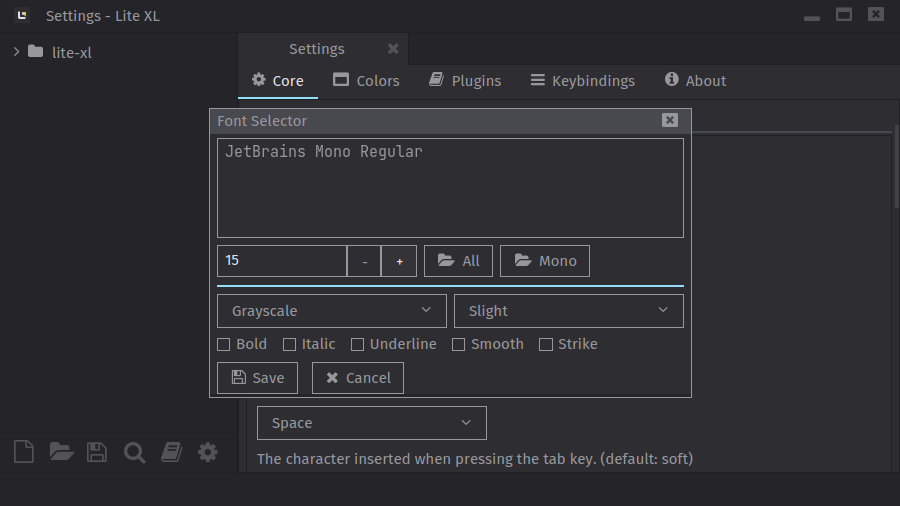 Settings - Lite XL
lite-xl
Settings
Core Colors Plugins Keybindings About
Font Selector
JetBrains Mono Regular
15 - + All Mono
Grayscale Slight
Bold Italic Underline Smooth Strike
Save Cancel
Space
The character inserted when pressing the tab key. (default: soft)